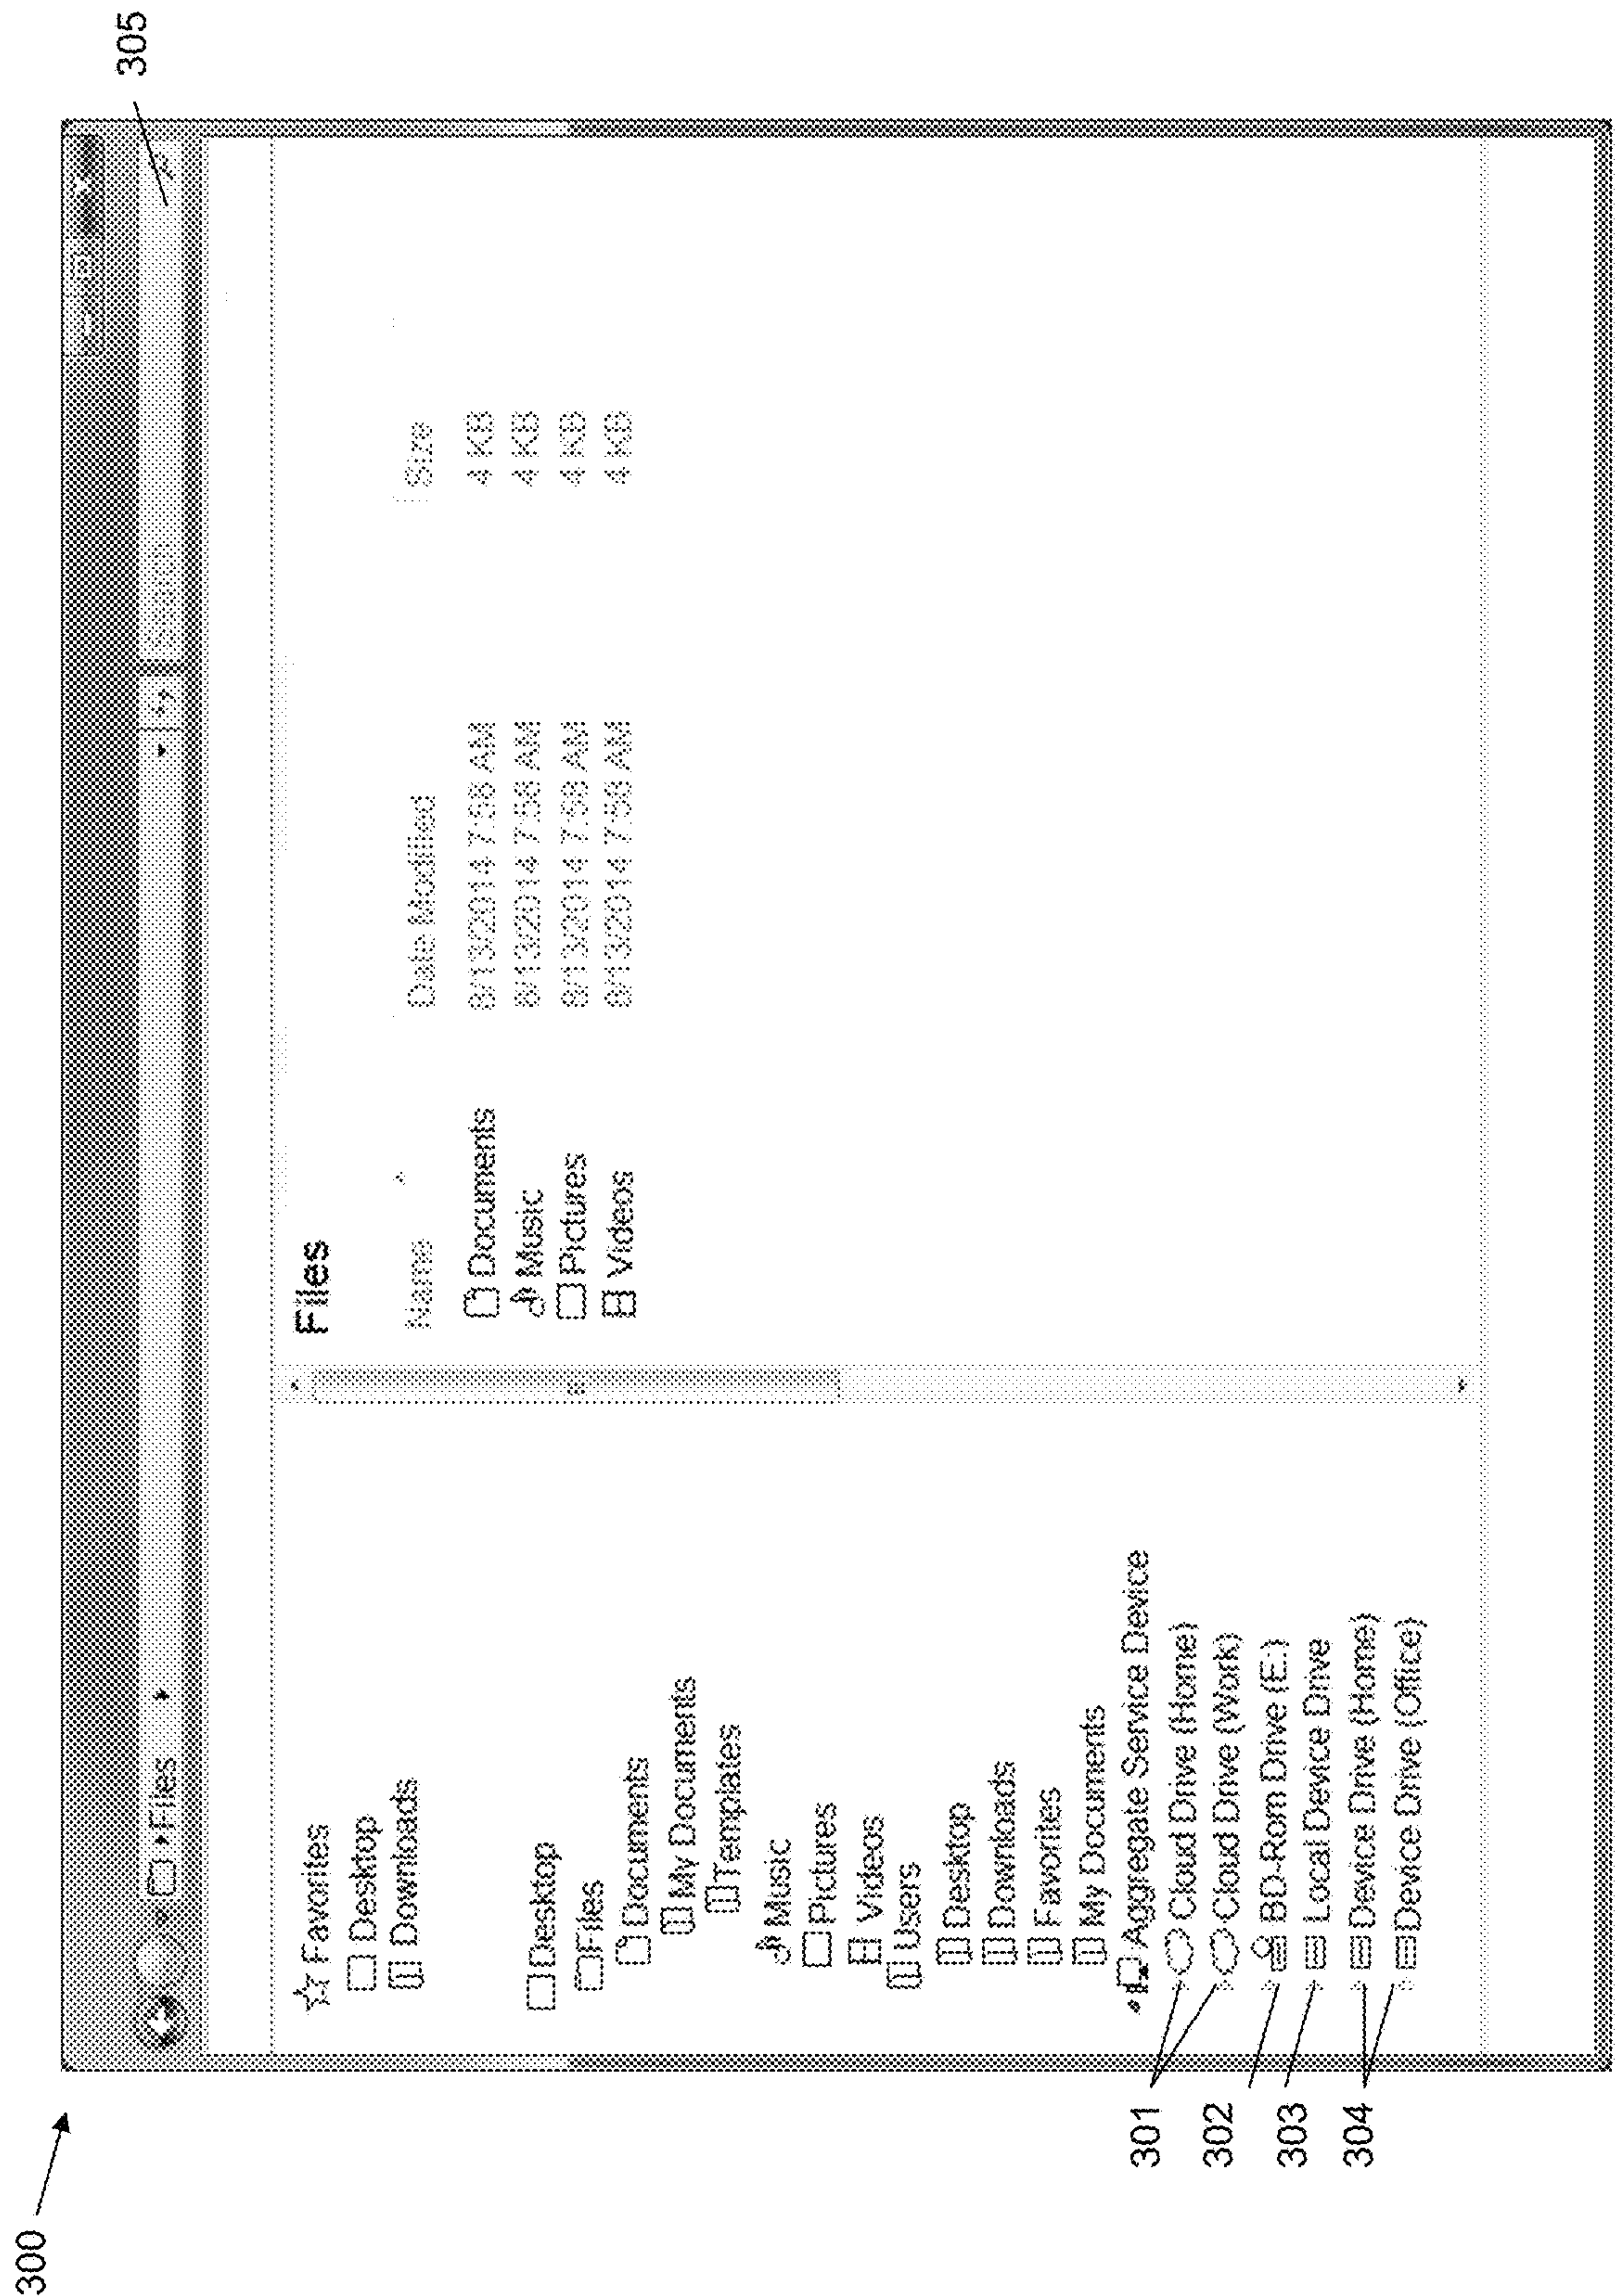 300
305
Files
Search
Favorites
Desktop
Downloads
Desktop
Files
Documents
My Documents
Templates
Music
Pictures
Videos
Users
Desktop
Downloads
Favorites
My Documents
Aggregate Service Device
Cloud Drive (Home)
Cloud Drive (Work)
BD-Rom Drive (E:)
Local Device Drive
Device Drive (Home)
Device Drive (Office)
301
302
303
304
Files
Name Date Modified Size
Documents 8/13/2014 7:58 AM 4 KB
Music 8/13/2014 7:58 AM 4 KB
Pictures 8/13/2014 7:58 AM 4 KB
Videos 8/13/2014 7:58 AM 4 KB